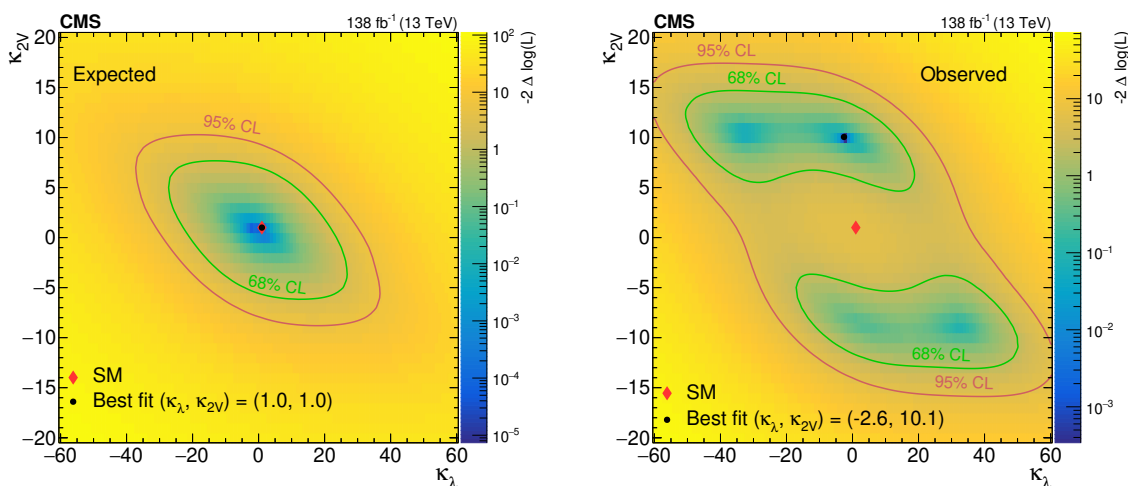 CMS 138 fb⁻¹ (13 TeV)
κ2V
20
15
10
5
0
−5
−10
−15
−20
Expected
95% CL
68% CL
SM
Best fit (κλ, κ2V) = (1.0, 1.0)
−60 −40 −20 0 20 40 60
κλ
10²
10
1
10⁻¹
10⁻²
10⁻³
10⁻⁴
10⁻⁵
-2 Δ log(L)
CMS 138 fb⁻¹ (13 TeV)
κ2V
20
15
10
5
0
−5
−10
−15
−20
95% CL
68% CL
Observed
68% CL
95% CL
SM
Best fit (κλ, κ2V) = (-2.6, 10.1)
−60 −40 −20 0 20 40 60
κλ
10
1
10⁻¹
10⁻²
10⁻³
-2 Δ log(L)